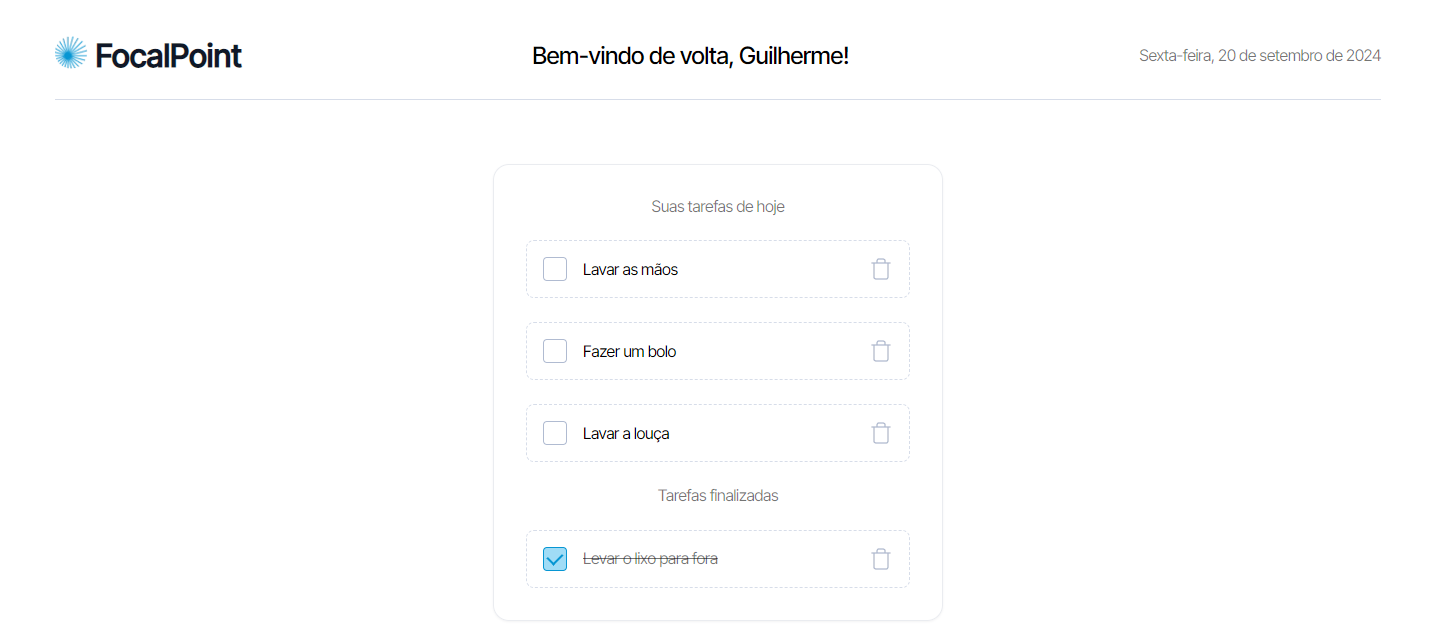 FocalPoint
Bem-vindo de volta, Guilherme!
Sexta-feira, 20 de setembro de 2024
Suas tarefas de hoje
Lavar as mãos
Fazer um bolo
Lavar a louça
Tarefas finalizadas
Levar o lixo para fora